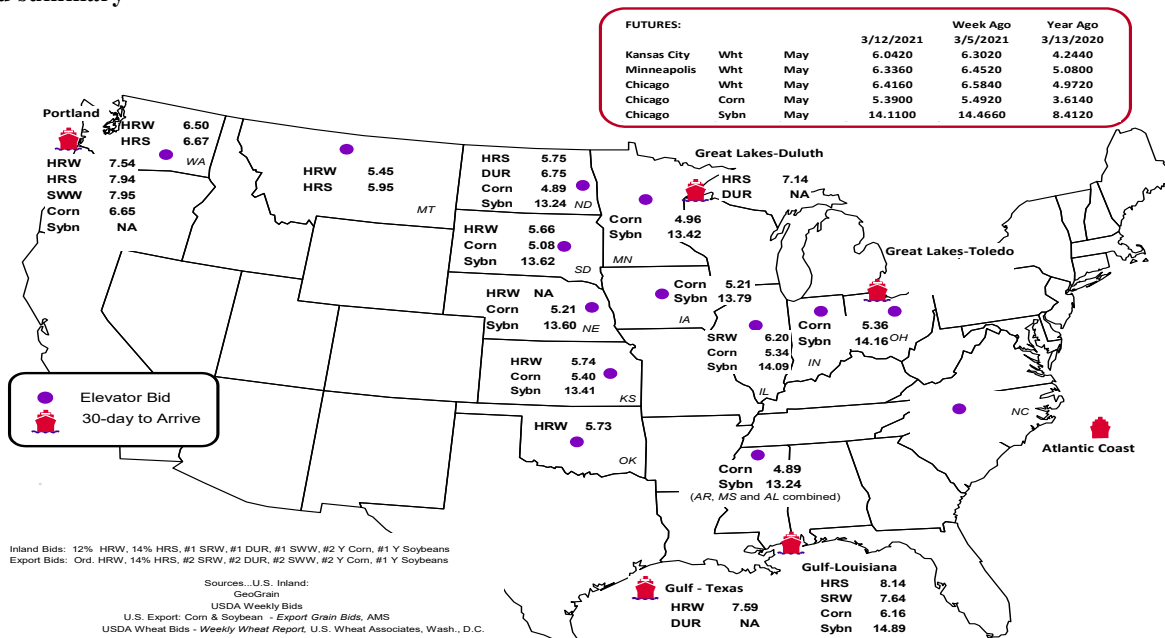 FUTURES: Week Ago Year Ago
3/12/2021 3/5/2021 3/13/2020
Kansas City Wht May 6.0420 6.3020 4.2440
Minneapolis Wht May 6.3360 6.4520 5.0800
Chicago Wht May 6.4160 6.5840 4.9720
Chicago Corn May 5.3900 5.4920 3.6140
Chicago Sybn May 14.1100 14.4660 8.4120
Portland
HRW 6.50
HRS 6.67
WA
HRW 7.54
HRS 7.94
SWW 7.95
Corn 6.65
Sybn NA
HRW 5.45
HRS 5.95
MT
HRS 5.75
DUR 6.75
Corn 4.89
Sybn 13.24 ND
Great Lakes-Duluth
HRS 7.14
DUR NA
Corn 4.96
Sybn 13.42
MN
HRW 5.66
Corn 5.08
Sybn 13.62
SD
Great Lakes-Toledo
HRW NA
Corn 5.21
Sybn 13.60 NE
Corn 5.21
Sybn 13.79
IA
SRW 6.20
Corn 5.34
Sybn 14.09
IL
Corn 5.36
Sybn 14.16 OH
IN
HRW 5.74
Corn 5.40
Sybn 13.41
KS
Elevator Bid
30-day to Arrive
HRW 5.73
OK
NC
Atlantic Coast
Corn 4.89
Sybn 13.24
(AR, MS and AL combined)
Inland Bids: 12% HRW, 14% HRS, #1 SRW, #1 DUR, #1 SWW, #2 Y Corn, #1 Y Soybeans
Export Bids: Ord. HRW, 14% HRS, #2 SRW, #2 DUR, #2 SWW, #2 Y Corn, #1 Y Soybeans
Sources...U.S. Inland:
GeoGrain
USDA Weekly Bids
U.S. Export: Corn & Soybean - Export Grain Bids, AMS
USDA Wheat Bids - Weekly Wheat Report, U.S. Wheat Associates, Wash., D.C.
Gulf - Texas
HRW 7.59
DUR NA
Gulf-Louisiana
HRS 8.14
SRW 7.64
Corn 6.16
Sybn 14.89